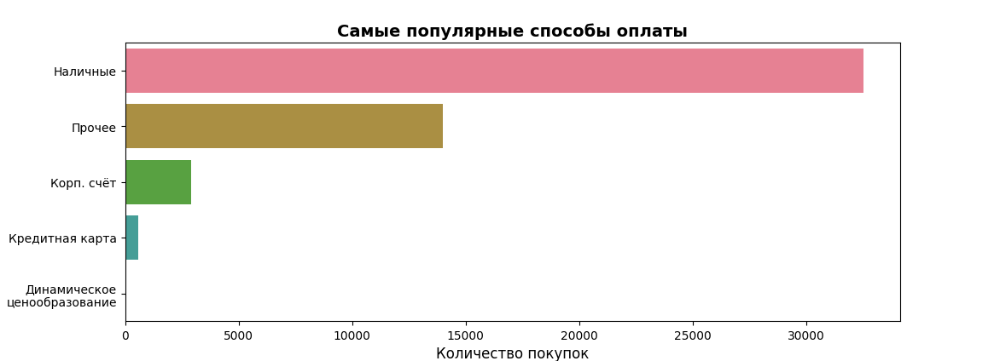 Самые популярные способы оплаты
Наличные
Прочее
Корп. счёт
Кредитная карта
Динамическое
ценообразование
0 5000 10000 15000 20000 25000 30000
Количество покупок